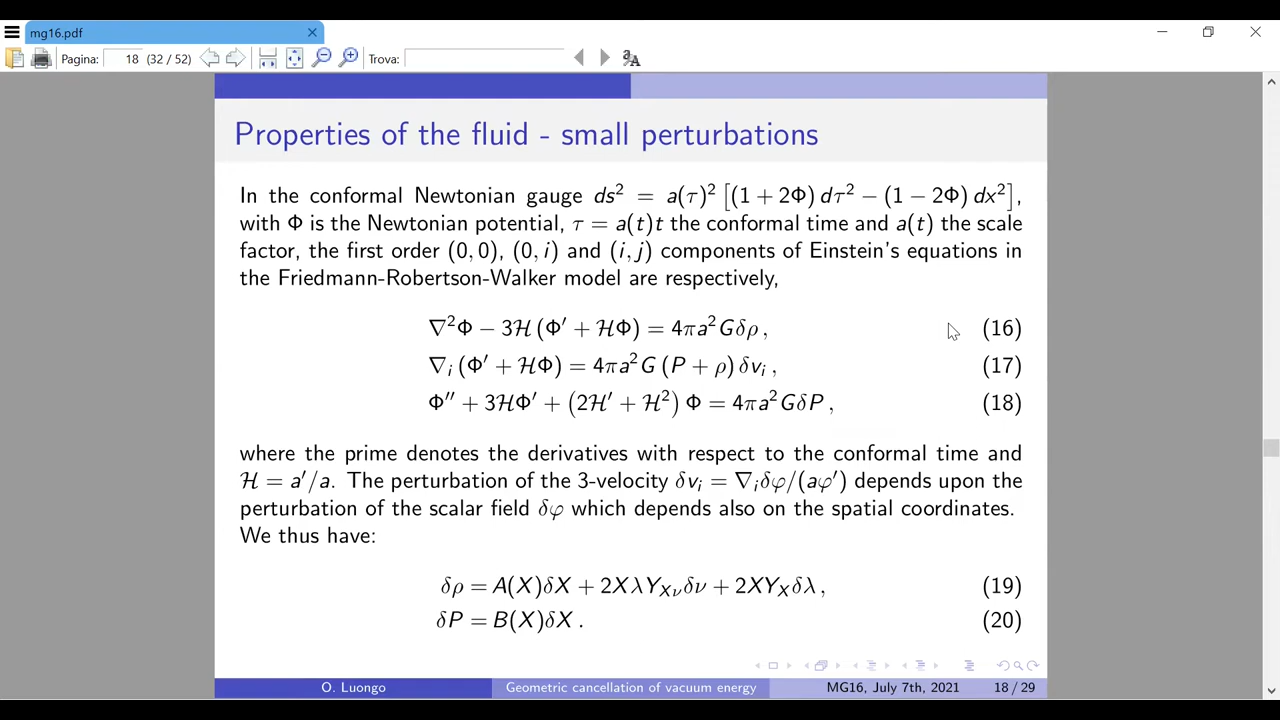 mg16.pdf
Pagina: 18 (32 / 52) Trova:
Properties of the fluid - small perturbations
In the conformal Newtonian gauge ds² = a(τ)² [(1 + 2Φ) dτ² − (1 − 2Φ) dx²],
with Φ is the Newtonian potential, τ = a(t)t the conformal time and a(t) the scale
factor, the first order (0, 0), (0, i) and (i, j) components of Einstein's equations in
the Friedmann-Robertson-Walker model are respectively,
∇²Φ − 3ℋ (Φ′ + ℋΦ) = 4πa²Gδρ , (16)
∇ᵢ (Φ′ + ℋΦ) = 4πa²G (P + ρ) δvᵢ , (17)
Φ′′ + 3ℋΦ′ + (2ℋ′ + ℋ²) Φ = 4πa²GδP , (18)
where the prime denotes the derivatives with respect to the conformal time and
ℋ = a′/a. The perturbation of the 3-velocity δvᵢ = ∇ᵢδφ/(aφ′) depends upon the
perturbation of the scalar field δφ which depends also on the spatial coordinates.
We thus have:
δρ = A(X)δX + 2XλY_{Xν}δν + 2XY_Xδλ , (19)
δP = B(X)δX . (20)
O. Luongo Geometric cancellation of vacuum energy MG16, July 7th, 2021 18 / 29